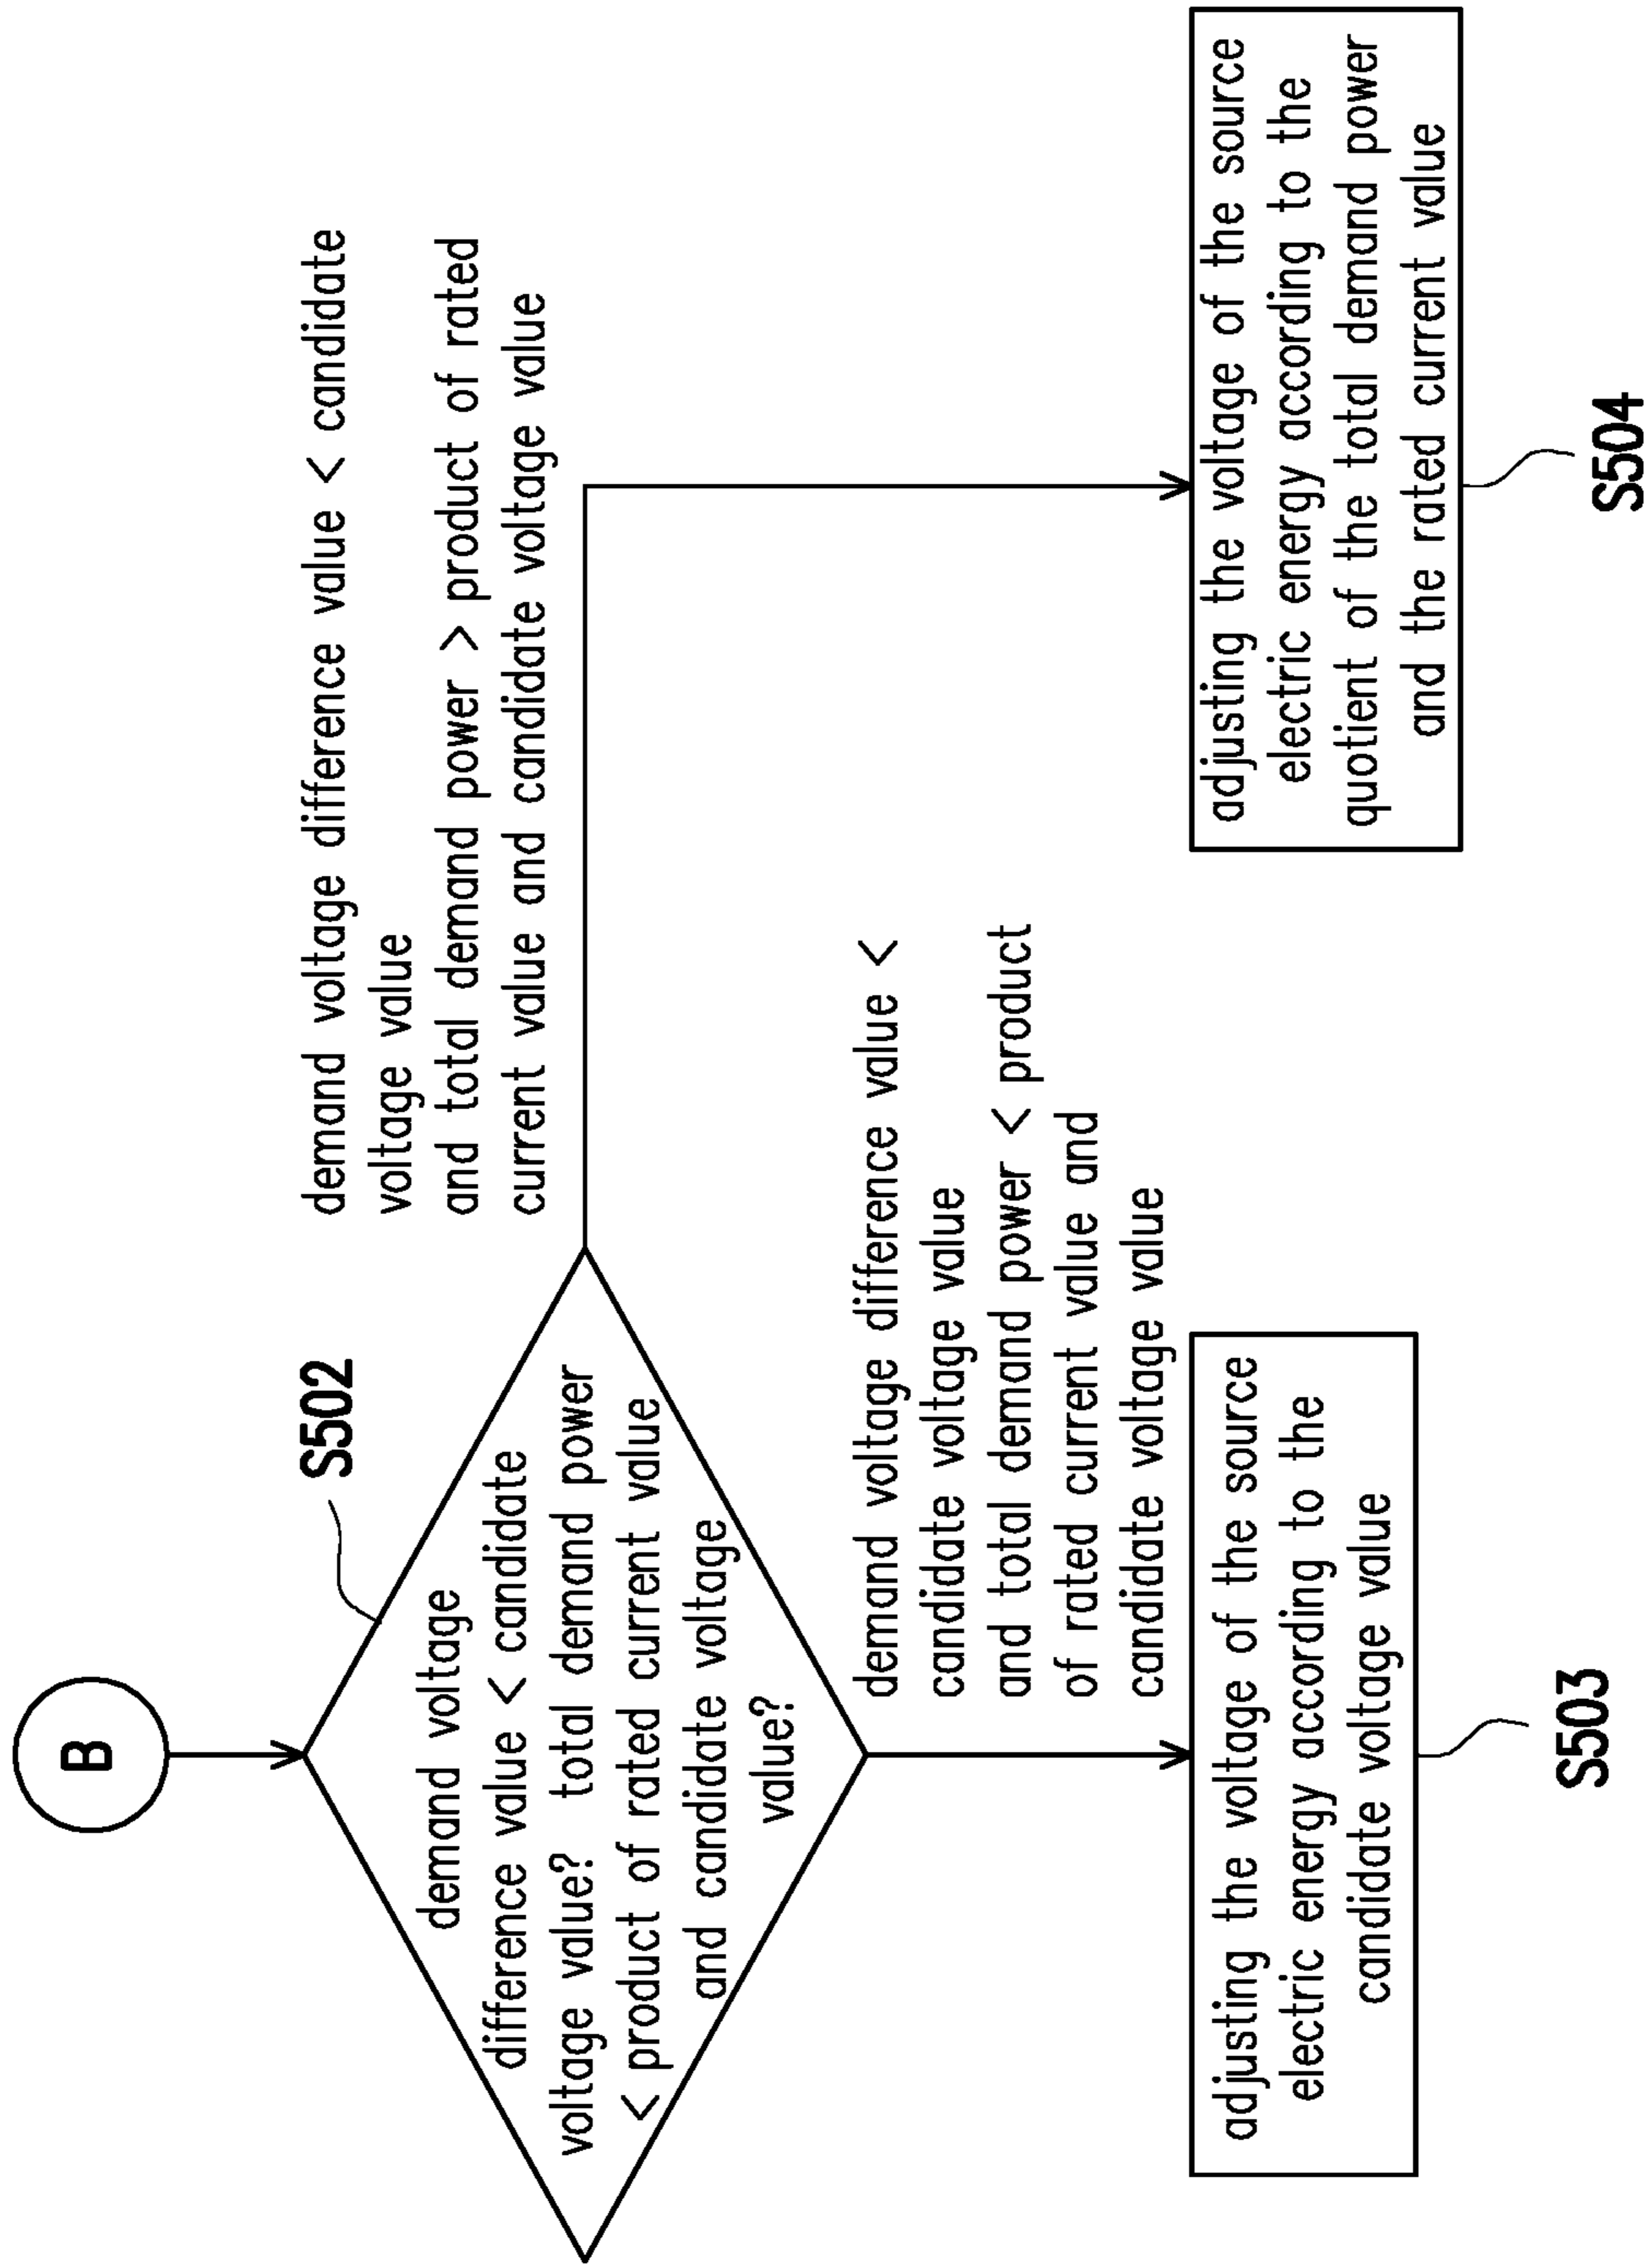 B
S502
demand voltage
difference value < candidate
voltage value? total demand power
< product of rated current value
and candidate voltage
value?
demand voltage difference value < candidate
voltage value
and total demand power > product of rated
current value and candidate voltage value
demand voltage difference value <
candidate voltage value
and total demand power < product
of rated current value and
candidate voltage value
adjusting the voltage of the source
electric energy according to the
candidate voltage value
S503
adjusting the voltage of the source
electric energy according to the
quotient of the total demand power
and the rated current value
S504